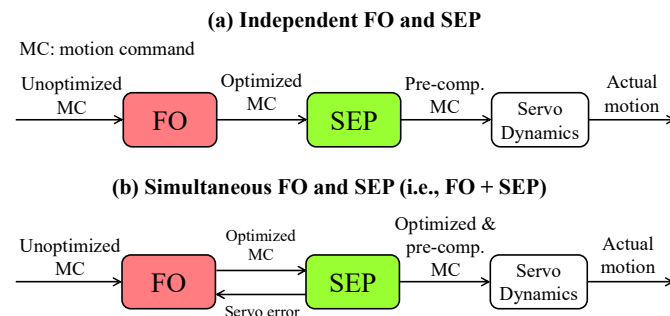 (a) Independent FO and SEP
MC: motion command
Unoptimized
MC
FO
Optimized
MC
SEP
Pre-comp.
MC
Servo
Dynamics
Actual
motion
(b) Simultaneous FO and SEP (i.e., FO + SEP)
Unoptimized
MC
FO
Optimized
MC
Servo error
SEP
Optimized &
pre-comp.
MC
Servo
Dynamics
Actual
motion